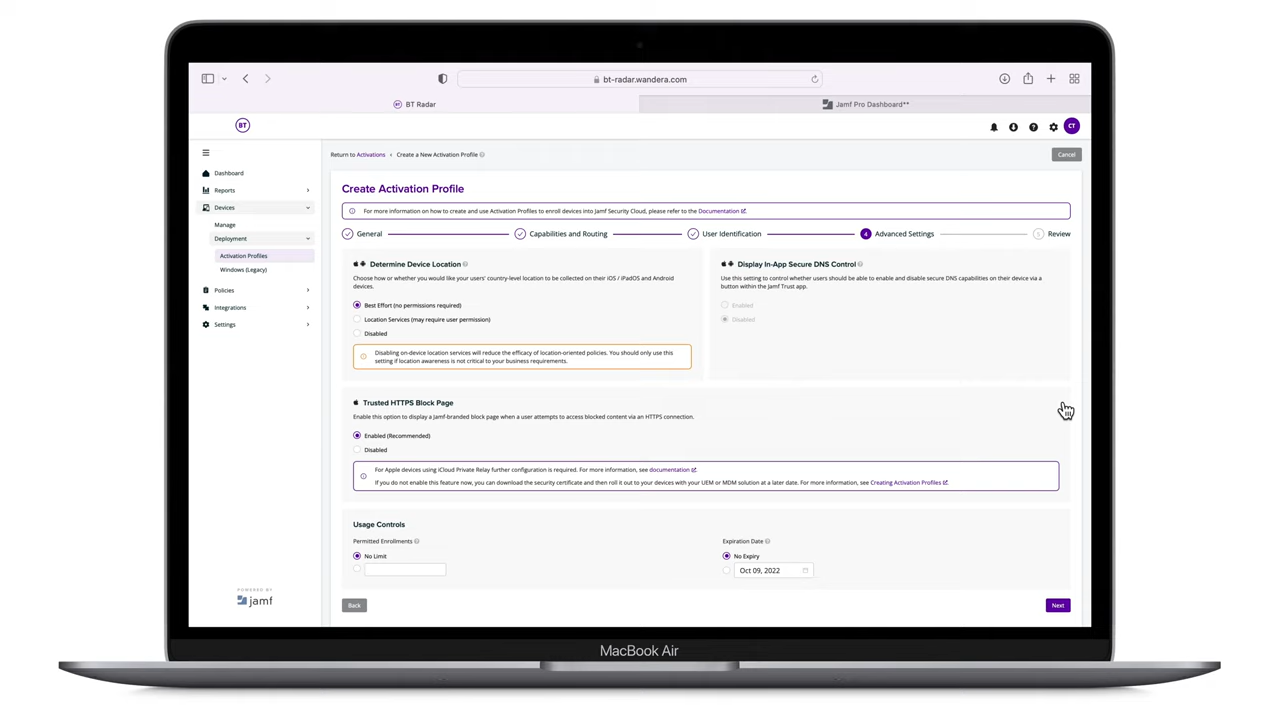 bt-radar.wandera.com
BT BT Radar
Jamf Pro Dashboard**
BT
CT
Return to Activations
Create a New Activation Profile
Cancel
Dashboard
Reports
Devices
Manage
Deployment
Activation Profiles
Windows (Legacy)
Policies
Integrations
Settings
POWERED BY
jamf
Create Activation Profile
For more information on how to create and use Activation Profiles to enroll devices into Jamf Security Cloud, please refer to the Documentation.
General
Capabilities and Routing
User Identification
4 Advanced Settings
5 Review
Determine Device Location
Choose how or whether you would like your users' country-level location to be collected on their iOS / iPadOS and Android
devices.
Best Effort (no permissions required)
Location Services (may require user permission)
Disabled
Disabling on-device location services will reduce the efficacy of location-oriented policies. You should only use this
setting if location awareness is not critical to your business requirements.
Display In-App Secure DNS Control
Use this setting to control whether users should be able to enable and disable secure DNS capabilities on their device via a
button within the Jamf Trust app.
Enabled
Disabled
Trusted HTTPS Block Page
Enable this option to display a Jamf-branded block page when a user attempts to access blocked content via an HTTPS connection.
Enabled (Recommended)
Disabled
For Apple devices using iCloud Private Relay further configuration is required. For more information, see documentation.
If you do not enable this feature now, you can download the security certificate and then roll it out to your devices with your UEM or MDM solution at a later date. For more information, see Creating Activation Profiles.
Usage Controls
Permitted Enrollments
No Limit
Expiration Date
No Expiry
Oct 09, 2022
Back
Next
MacBook Air